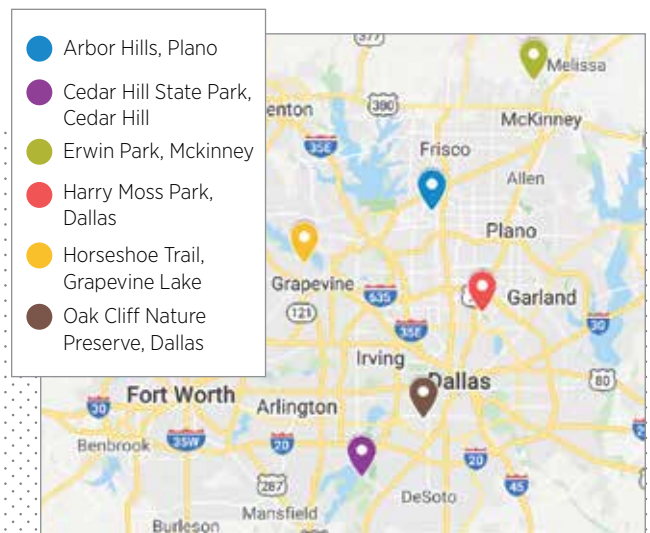 Arbor Hills, Plano
Cedar Hill State Park,
Cedar Hill
Erwin Park, Mckinney
Harry Moss Park,
Dallas
Horseshoe Trail,
Grapevine Lake
Oak Cliff Nature
Preserve, Dallas
377
Melissa
enton
380
McKinney
35E
Frisco
Allen
Plano
Grapevine
635
Garland
121
35E
30
Irving
Dallas
80
Fort Worth
30
Arlington
Benbrook
35W
20
20
287
45
DeSoto
Mansfield
Burleson